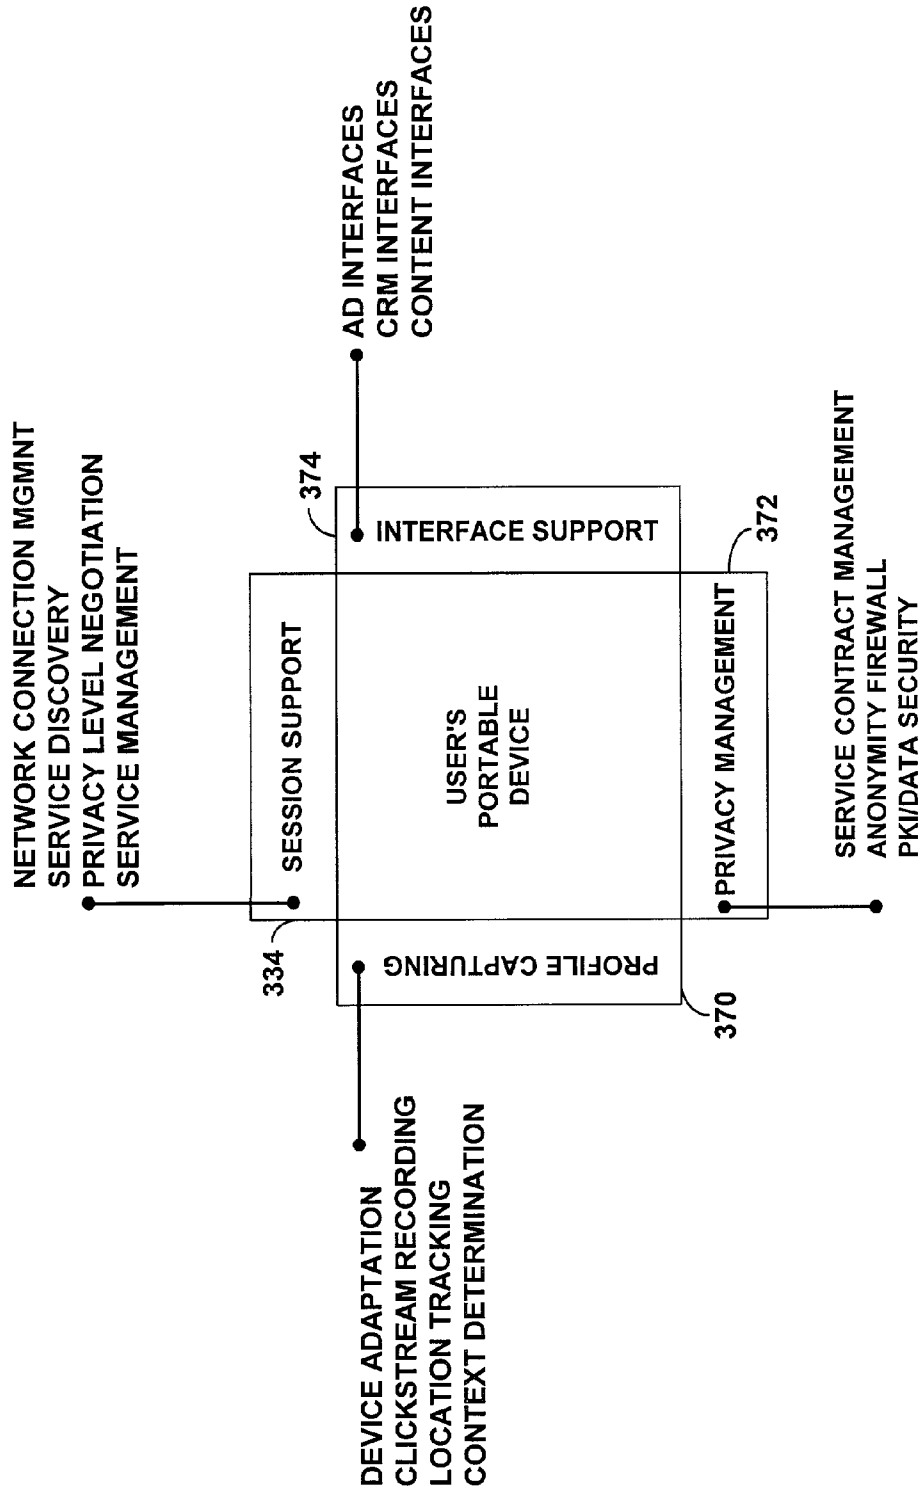 NETWORK CONNECTION MGMNT
SERVICE DISCOVERY
PRIVACY LEVEL NEGOTIATION
SERVICE MANAGEMENT
AD INTERFACES
CRM INTERFACES
CONTENT INTERFACES
374
334
SESSION SUPPORT
INTERFACE SUPPORT
USER'S
PORTABLE
DEVICE
PROFILE CAPTURING
PRIVACY MANAGEMENT
372
370
DEVICE ADAPTATION
CLICKSTREAM RECORDING
LOCATION TRACKING
CONTEXT DETERMINATION
SERVICE CONTRACT MANAGEMENT
ANONYMITY FIREWALL
PKI/DATA SECURITY